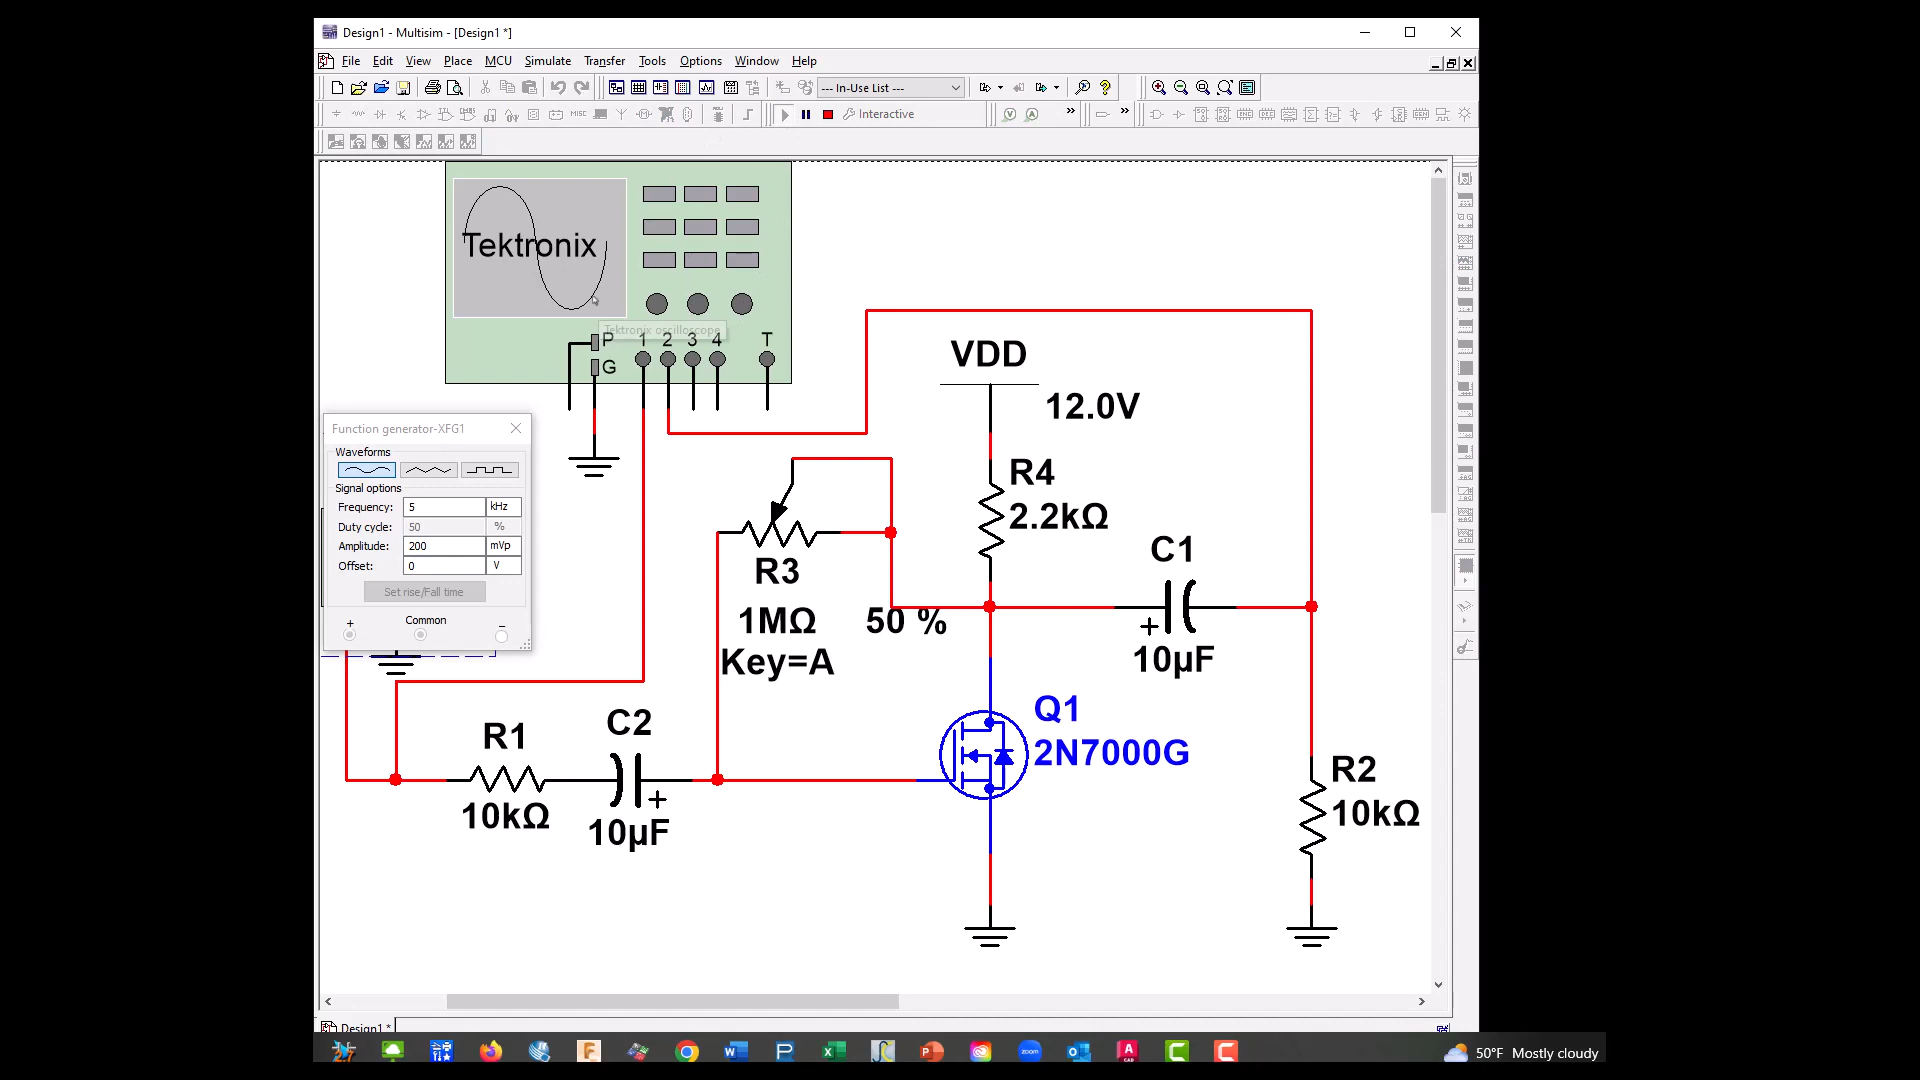 Design1 - Multisim - [Design1 *]
File Edit View Place MCU Simulate Transfer Tools Options Window Help
--- In-Use List ---
Interactive
Tektronix
Tektronix oscilloscope
P 1 2 3 4 T
G
VDD
12.0V
Function generator-XFG1
Waveforms
Signal options
Frequency: 5 kHz
Duty cycle: 50 %
Amplitude: 200 mVp
Offset: 0 V
Set rise/Fall time
+ Common −
R4
2.2kΩ
R3
1MΩ 50 %
Key=A
C1
+
10µF
Q1
2N7000G
R1
10kΩ
C2
+
10µF
R2
10kΩ
Design1 *
50°F Mostly cloudy